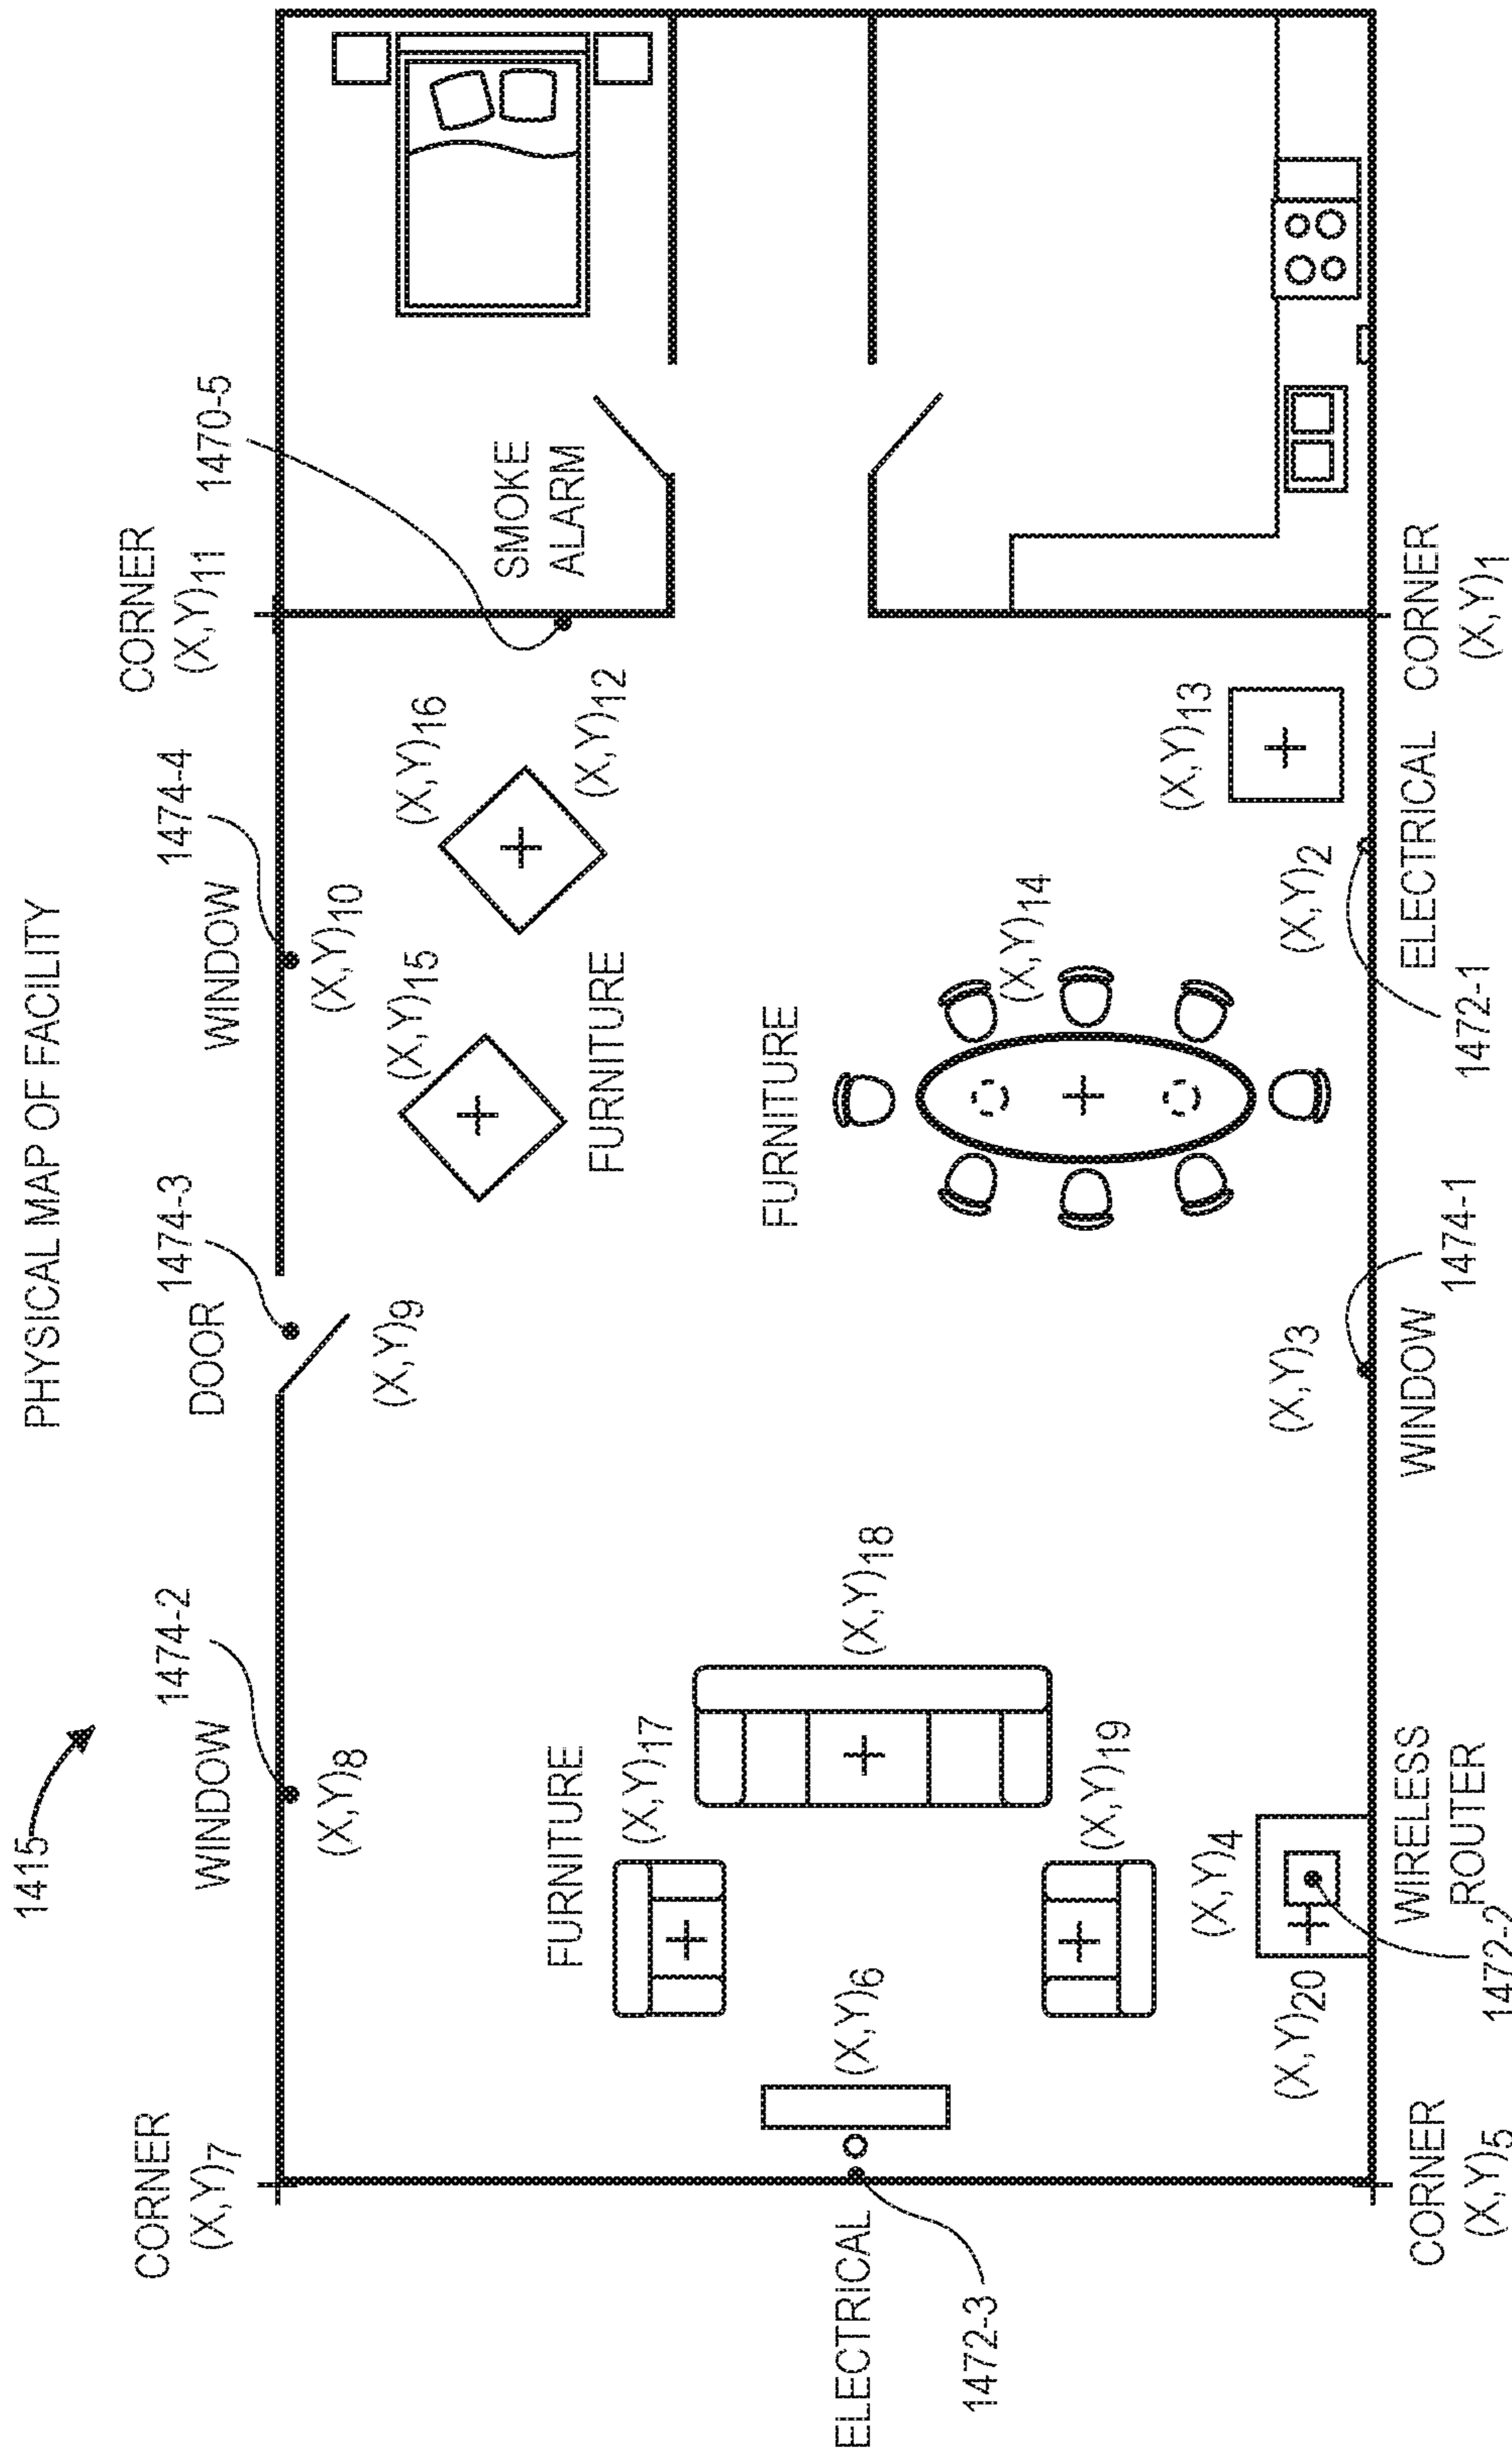 PHYSICAL MAP OF FACILITY
1415
CORNER
(X,Y)7
WINDOW
1474-2
(X,Y)8
DOOR
1474-3
(X,Y)9
WINDOW
1474-4
(X,Y)10
CORNER
(X,Y)11
1470-5
SMOKE
ALARM
(X,Y)15
(X,Y)16
(X,Y)12
FURNITURE
FURNITURE
(X,Y)17
(X,Y)18
FURNITURE
(X,Y)14
ELECTRICAL
1472-3
(X,Y)6
(X,Y)19
(X,Y)4
(X,Y)20
(X,Y)3
(X,Y)2
(X,Y)13
CORNER
(X,Y)5
WIRELESS
ROUTER
1472-2
WINDOW
1474-1
ELECTRICAL
1472-1
CORNER
(X,Y)1